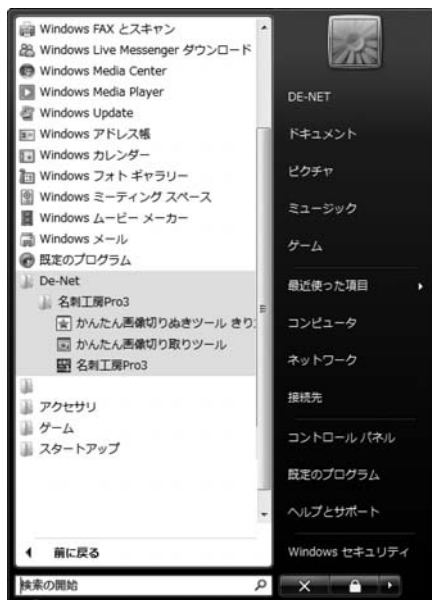 Windows FAX とスキャン
Windows Live Messenger ダウンロード
Windows Media Center
Windows Media Player
Windows Update
Windows アドレス帳
Windows カレンダー
Windows フォト ギャラリー
Windows ミーティング スペース
Windows ムービー メーカー
Windows メール
既定のプログラム
De-Net
名刺工房Pro3
かんたん画像切りぬきツール きり
かんたん画像切り取りツール
名刺工房Pro3
アクセサリ
ゲーム
スタートアップ
前に戻る
検索の開始
DE-NET
ドキュメント
ピクチャ
ミュージック
ゲーム
最近使った項目
コンピュータ
ネットワーク
接続先
コントロール パネル
既定のプログラム
ヘルプとサポート
Windows セキュリティ